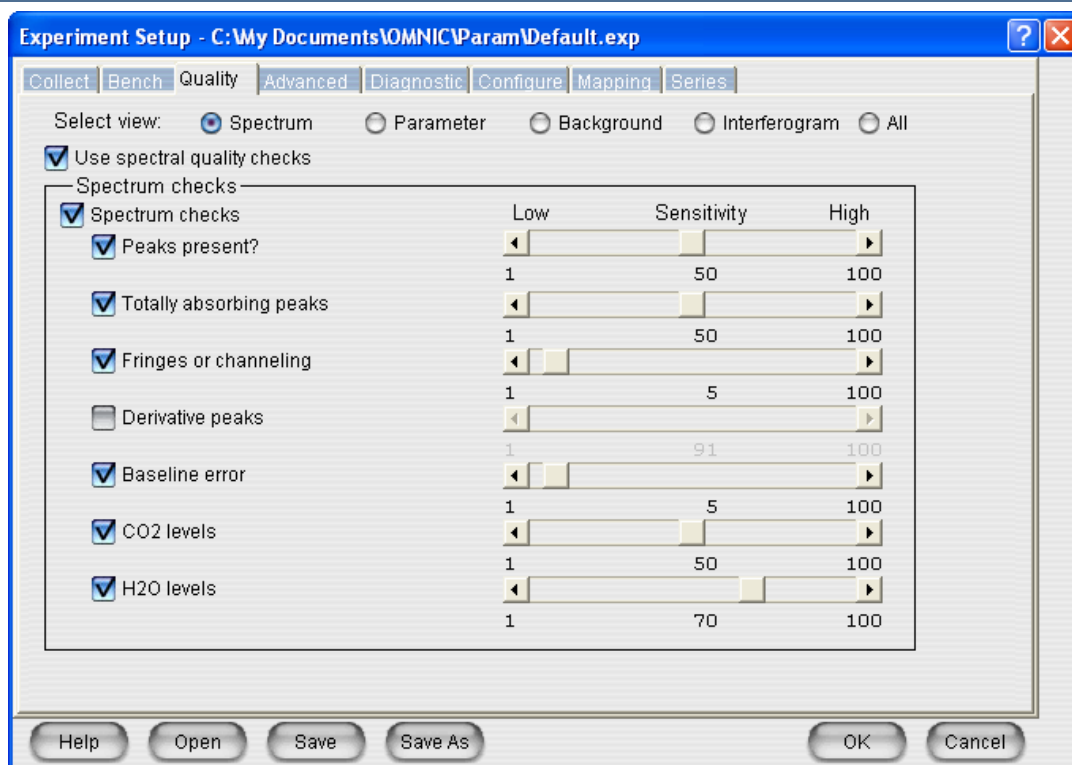 Experiment Setup - C:\My Documents\OMNIC\Param\Default.exp
Collect Bench Quality Advanced Diagnostic Configure Mapping Series
Select view: Spectrum Parameter Background Interferogram All
Use spectral quality checks
Spectrum checks
Spectrum checks Low Sensitivity High
Peaks present?
1 50 100
Totally absorbing peaks
1 50 100
Fringes or channeling
1 5 100
Derivative peaks
1 91 100
Baseline error
1 5 100
CO2 levels
1 50 100
H2O levels
1 70 100
Help Open Save Save As OK Cancel